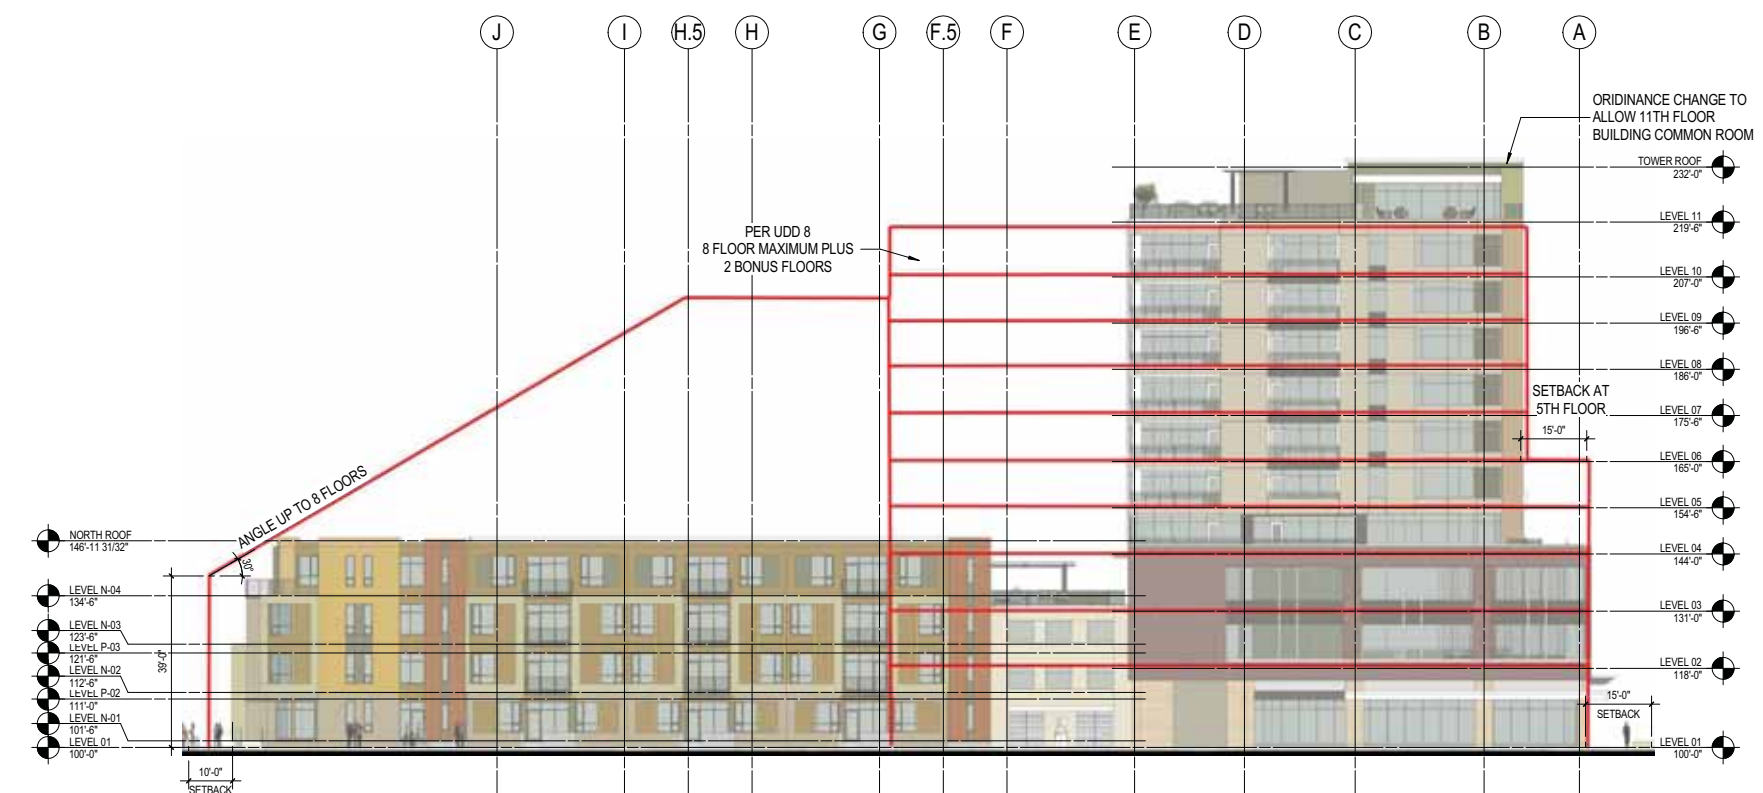 J
I
H.5
H
G
F.5
F
E
D
C
B
A
ORIDINANCE CHANGE TO
ALLOW 11TH FLOOR
BUILDING COMMON ROOM
TOWER ROOF
232'-0"
LEVEL 11
219'-6"
PER UDD 8
8 FLOOR MAXIMUM PLUS
2 BONUS FLOORS
LEVEL 10
207'-0"
LEVEL 09
196'-6"
LEVEL 08
186'-0"
SETBACK AT
5TH FLOOR
LEVEL 07
175'-6"
15'-0"
LEVEL 06
165'-0"
ANGLE UP TO 8 FLOORS
30°
LEVEL 05
154'-6"
NORTH ROOF
146'-11 31/32"
LEVEL 04
144'-0"
LEVEL N-04
134'-6"
LEVEL 03
131'-0"
LEVEL N-03
123'-6"
LEVEL P-03
121'-6"
39'-0"
LEVEL N-02
112'-6"
LEVEL 02
118'-0"
LEVEL P-02
111'-0"
15'-0"
SETBACK
LEVEL N-01
101'-6"
LEVEL 01
100'-0"
LEVEL 01
100'-0"
10'-0"
SETBACK